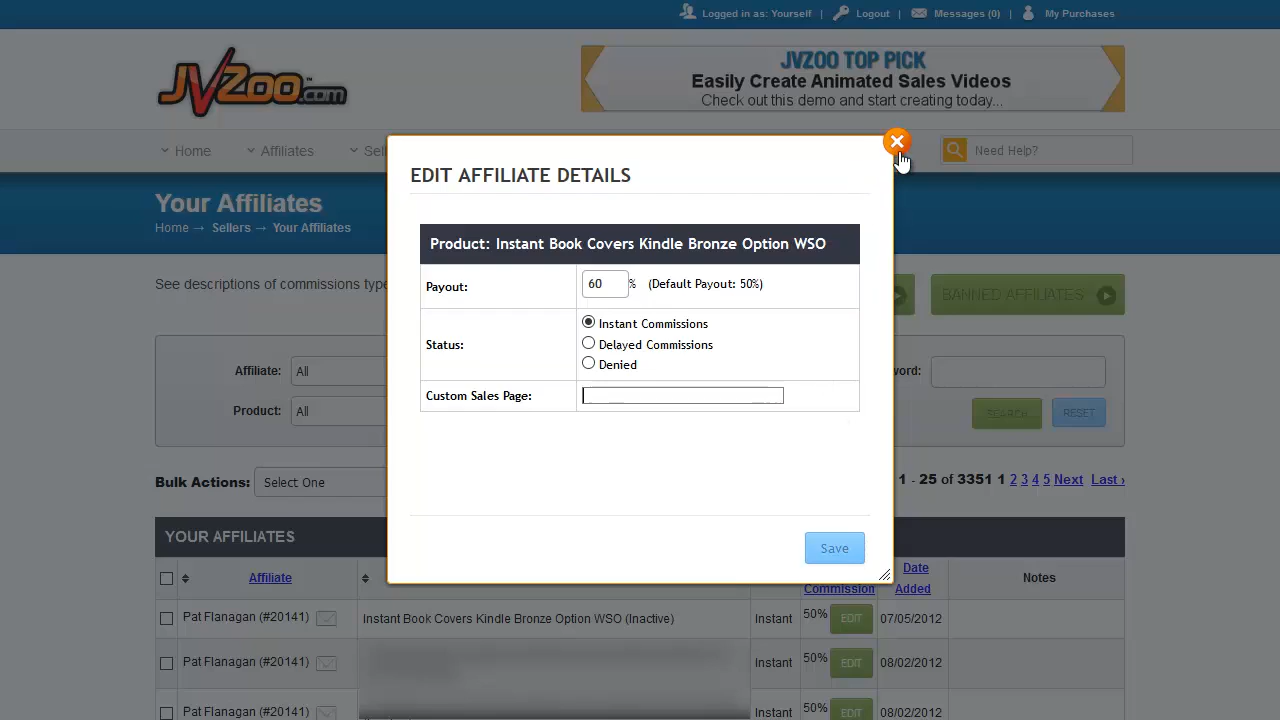 Logged in as: Yourself | Logout | Messages (0) | My Purchases
JVZoo.com™
JVZOO TOP PICK
Easily Create Animated Sales Videos
Check out this demo and start creating today...
Home Affiliates Sel Need Help?
EDIT AFFILIATE DETAILS
Your Affiliates
Home → Sellers → Your Affiliates
Product: Instant Book Covers Kindle Bronze Option WSO
See descriptions of commissions type
Payout: 60 % (Default Payout: 50%)
BANNED AFFILIATES
Status: Instant Commissions
Delayed Commissions
Denied
Affiliate: All
word:
Custom Sales Page:
Product: All
SEARCH RESET
Bulk Actions: Select One
1 - 25 of 3351 1 2 3 4 5 Next Last ›
YOUR AFFILIATES
Save
Affiliate
Commission
Date Added
Notes
Pat Flanagan (#20141) Instant Book Covers Kindle Bronze Option WSO (Inactive) Instant 50% EDIT 07/05/2012
Pat Flanagan (#20141) Instant 50% EDIT 08/02/2012
Pat Flanagan (#20141) Instant 50% EDIT 08/02/2012